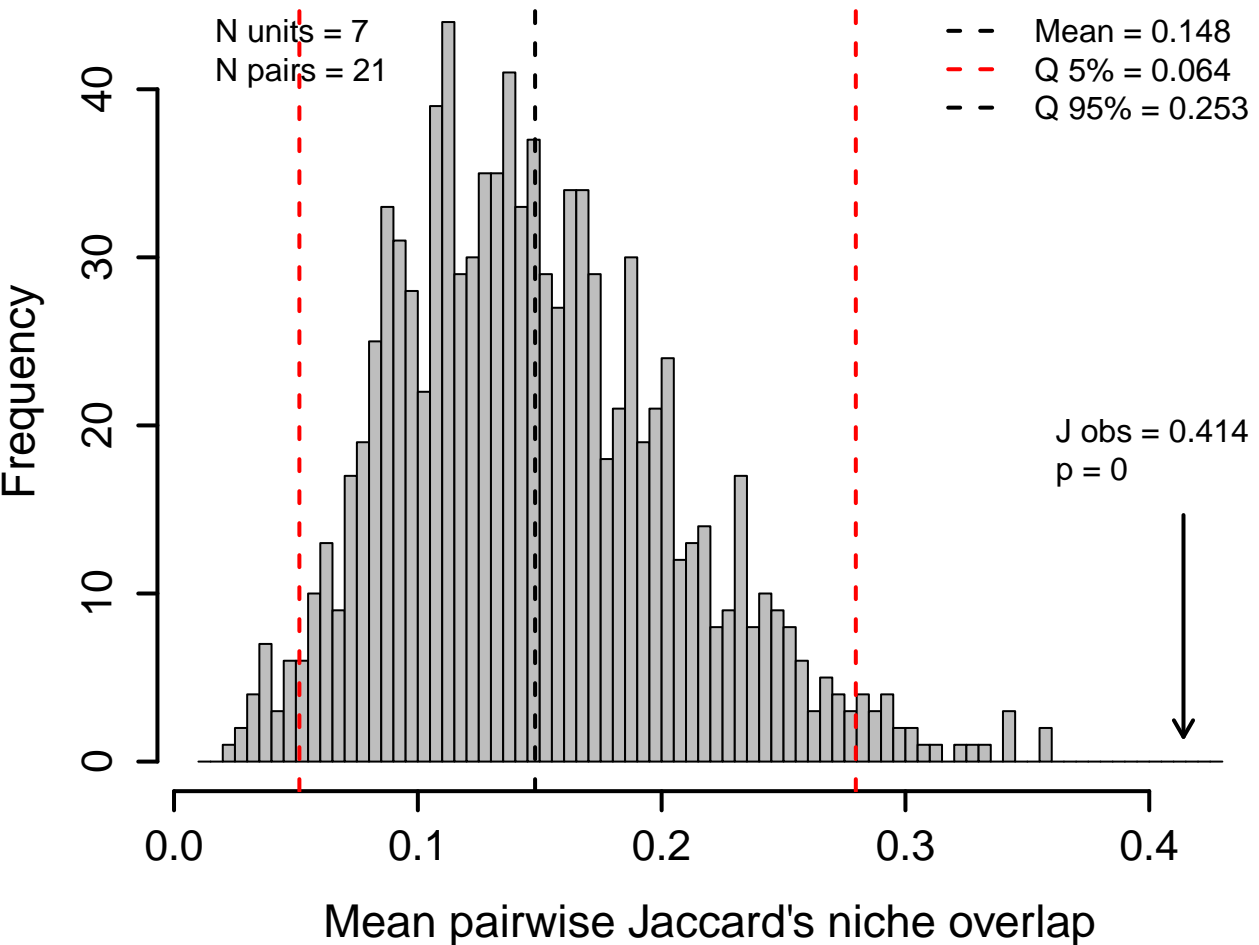 N units = 7
N pairs = 21
Mean = 0.148
Q 5% = 0.064
Q 95% = 0.253
Frequency
40
30
20
10
0
J obs = 0.414
p = 0
0.0 0.1 0.2 0.3 0.4
Mean pairwise Jaccard's niche overlap